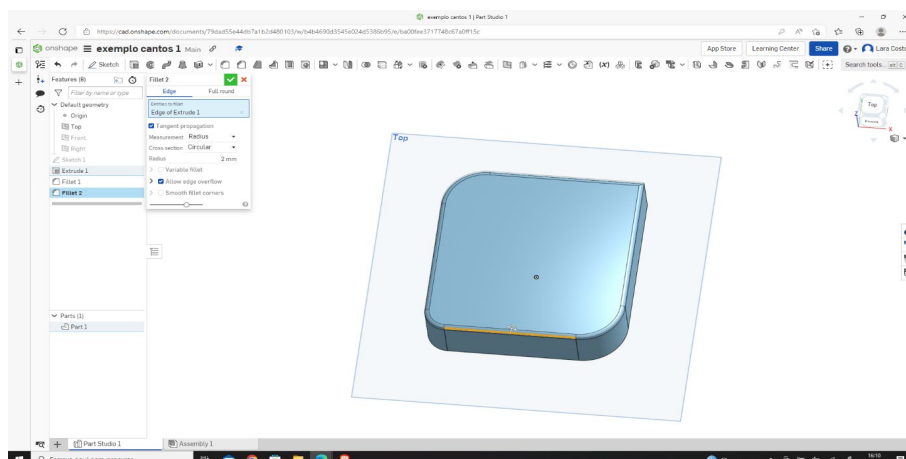 exemplo cantos 1 | Part Studio 1
https://cad.onshape.com/documents/79dad55e44db7a1b2d480103/w/b4b4690d3545e024d5386b95/e/ba00fee3717748c67a0ff15c
onshape exemplo cantos 1 Main
App Store Learning Center Share Lara Costa
Sketch Search tools...
Features (8)
Filter by name or type
Default geometry
Origin
Top
Front
Right
Sketch 1
Extrude 1
Fillet 1
Fillet 2
Fillet 2
Edge Full round
Entities to fillet
Edge of Extrude 1
Tangent propagation
Measurement Radius
Cross section Circular
Radius 2 mm
Variable fillet
Allow edge overflow
Smooth fillet corners
Top
Top
Z
X
Parts (1)
Part 1
Part Studio 1 Assembly 1
16:10